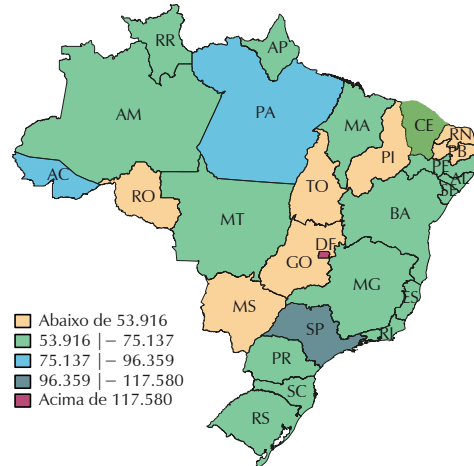 RR
AP
AM
PA
MA
CE
RN
PB
PI
PE
AL
SE
AC
RO
TO
MT
BA
DF
GO
MG
MS
ES
SP
RJ
PR
SC
RS
Abaixo de 53.916
53.916 |− 75.137
75.137 |− 96.359
96.359 |− 117.580
Acima de 117.580